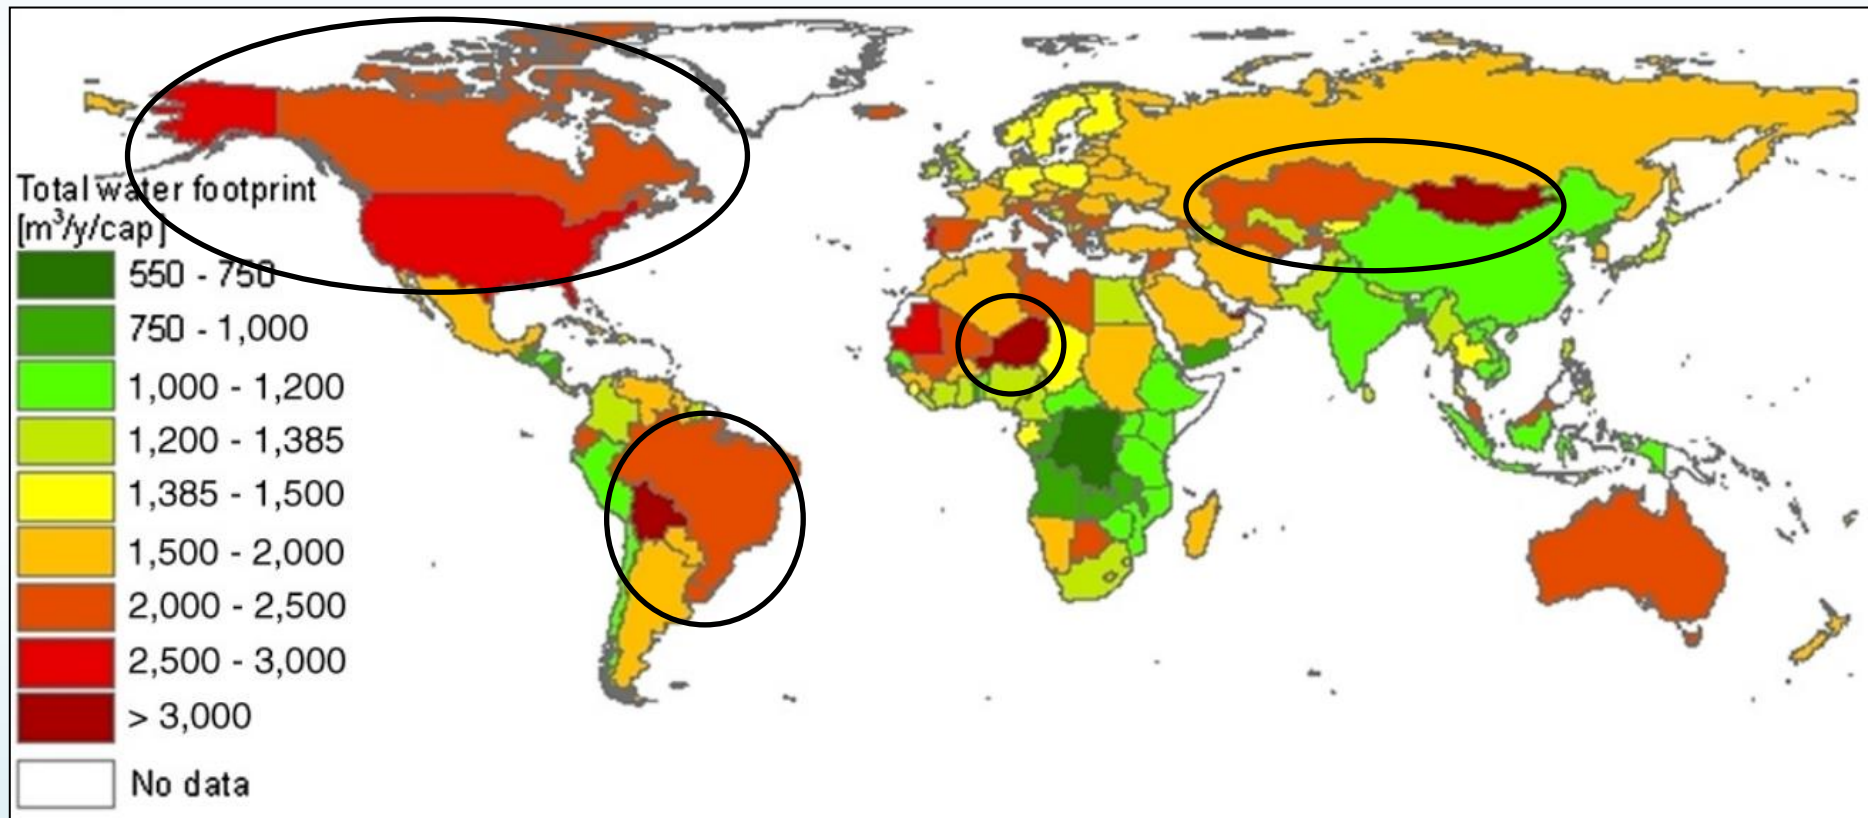 Total water footprint
[m³/y/cap]
550 - 750
750 - 1,000
1,000 - 1,200
1,200 - 1,385
1,385 - 1,500
1,500 - 2,000
2,000 - 2,500
2,500 - 3,000
> 3,000
No data